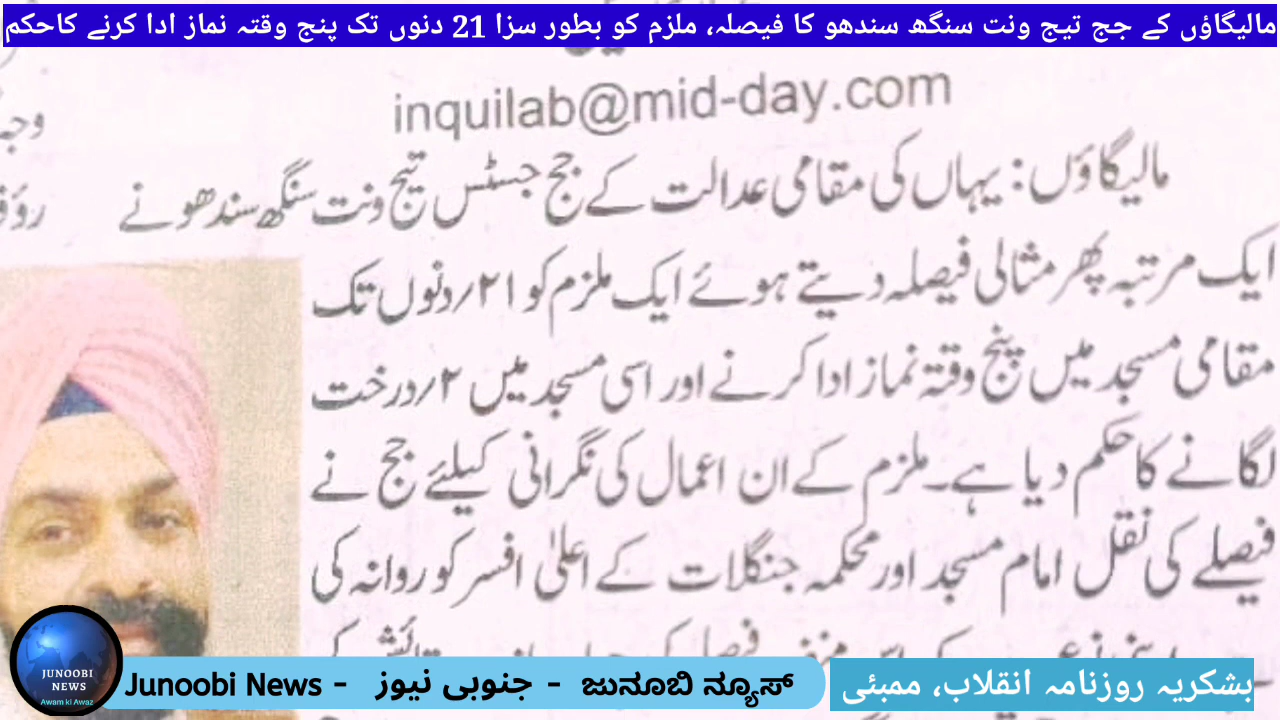 مالیگاؤں کے جج تیج ونت سنگھ سندھو کا فیصلہ، ملزم کو بطور سزا 21 دنوں تک پنج وقتہ نماز ادا کرنے کاحکم
inquilab@mid-day.com
مالیگاؤں: یہاں کی مقامی عدالت کے جج جسٹس تیج ونت سنگھ سندھو نے
ایک مرتبہ پھر مثالی فیصلہ دیتے ہوئے ایک ملزم کو ۲۱؍دنوں تک
مقامی مسجد میں پنج وقتہ نماز ادا کرنے اور اسی مسجد میں ۲؍درخت
لگانے کا حکم دیا ہے۔ ملزم کے ان اعمال کی نگرانی کیلئے جج نے
فیصلے کی نقل امام مسجد اور محکمہ جنگلات کے اعلیٰ افسر کو روانہ کی
وجہ
JUNOOBI
NEWS
Awam ki Awaz
Junoobi News - جنوبی نیوز - ಜುನೂಬಿ ನ್ಯೂಸ್
بشکریہ روزنامہ انقلاب، ممبئی